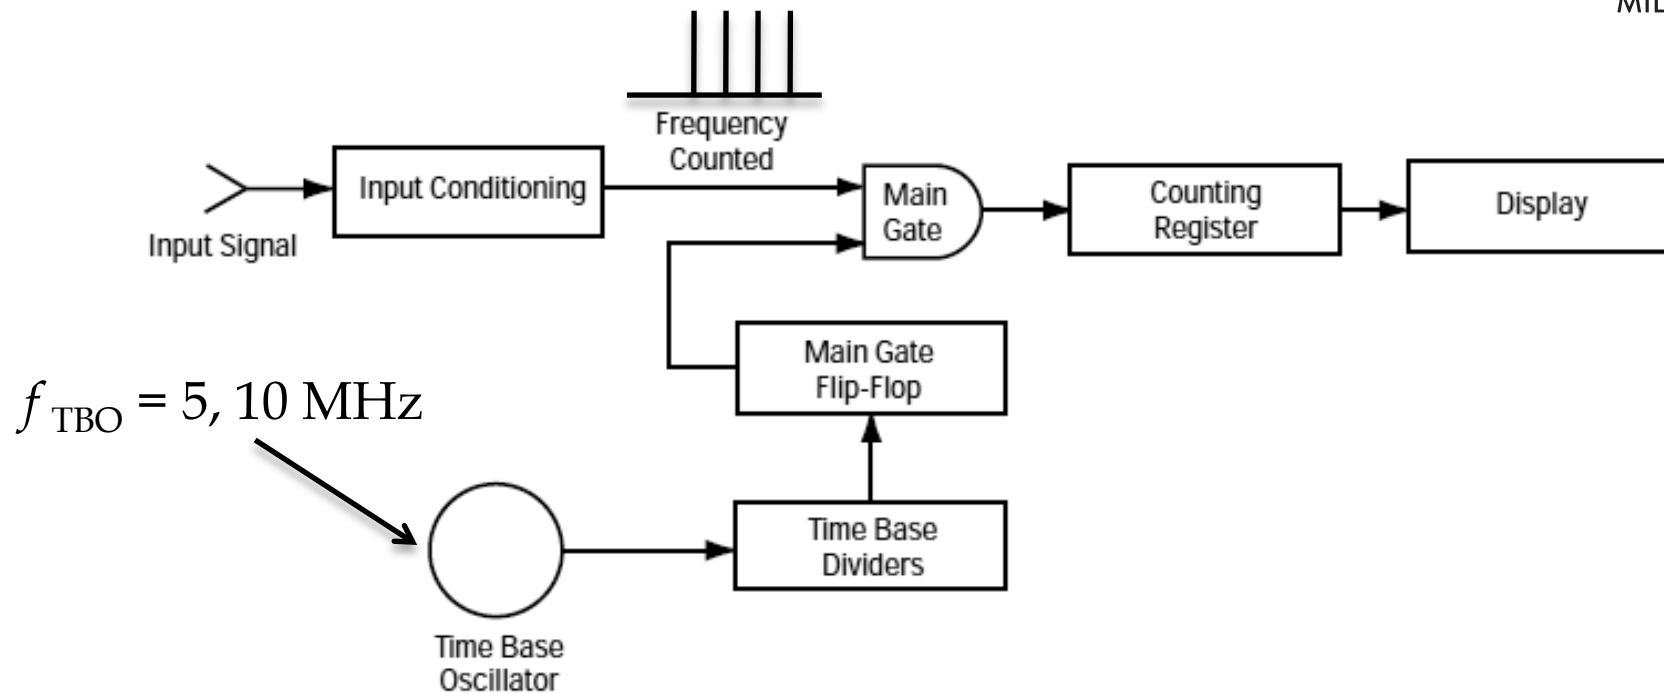 Frequency
Counted
Input Conditioning
Input Signal
Main
Gate
Counting
Register
Display
Main Gate
Flip-Flop
f TBO = 5, 10 MHz
Time Base
Dividers
Time Base
Oscillator